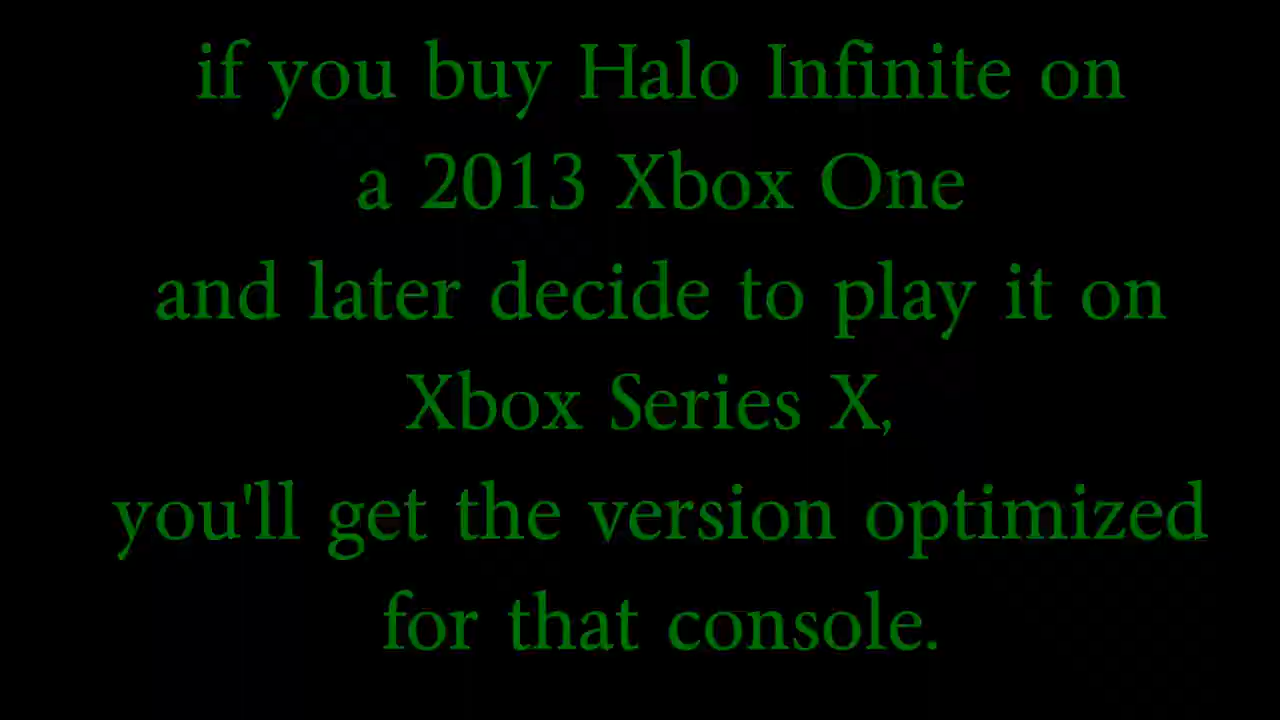 if you buy Halo Infinite on
a 2013 Xbox One
and later decide to play it on
Xbox Series X,
you'll get the version optimized
for that console.